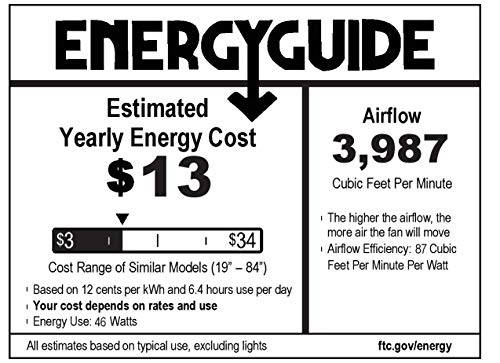 ENERGYGUIDE
Estimated
Yearly Energy Cost
$13
$3 $34
Cost Range of Similar Models (19" – 84")
Based on 12 cents per kWh and 6.4 hours use per day
Your cost depends on rates and use
Energy Use: 46 Watts
Airflow
3,987
Cubic Feet Per Minute
The higher the airflow, the
more air the fan will move
Airflow Efficiency: 87 Cubic
Feet Per Minute Per Watt
All estimates based on typical use, excluding lights
ftc.gov/energy